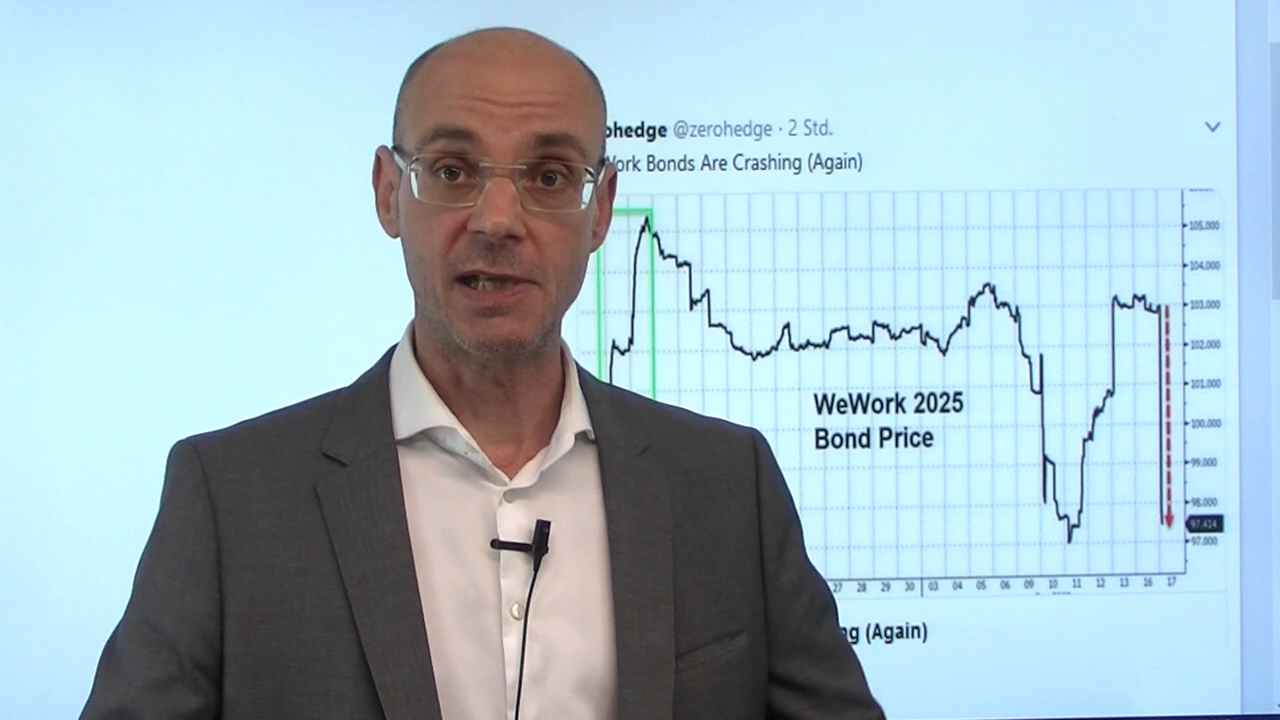 ohedge @zerohedge · 2 Std.
Work Bonds Are Crashing (Again)
105.000
104.000
103.000
102.000
101.000
100.000
99.000
98.000
97.414
97.000
WeWork 2025
Bond Price
27 28 29 30 03 04 05 06 09 10 11 12 13 16 17
ng (Again)